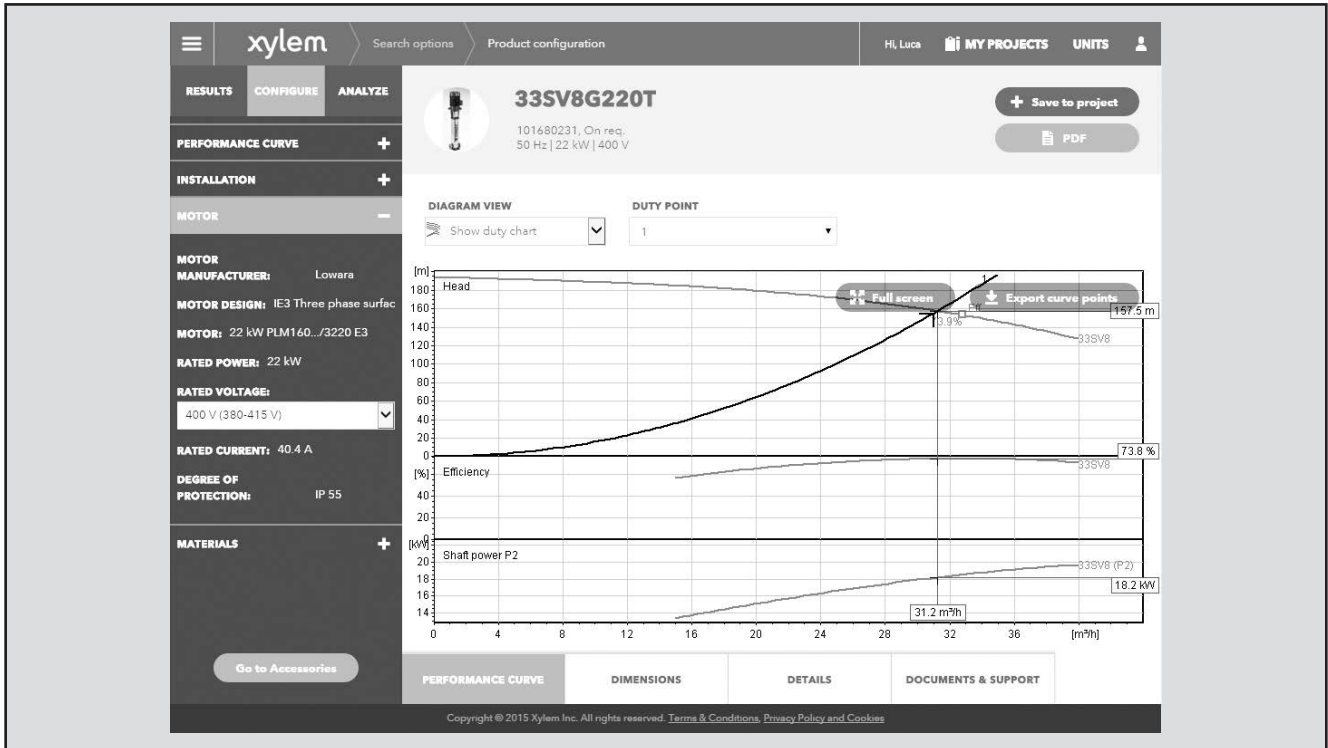 xylem
Search options
Product configuration
Hi, Luca
MY PROJECTS
UNITS
RESULTS
CONFIGURE
ANALYZE
PERFORMANCE CURVE
INSTALLATION
MOTOR
MOTOR
MANUFACTURER: Lowara
MOTOR DESIGN: IE3 Three phase surfac
MOTOR: 22 kW PLM160.../3220 E3
RATED POWER: 22 kW
RATED VOLTAGE:
400 V (380-415 V)
RATED CURRENT: 40.4 A
DEGREE OF
PROTECTION: IP 55
MATERIALS
Go to Accessories
33SV8G220T
101680231, On req.
50 Hz | 22 kW | 400 V
+ Save to project
PDF
DIAGRAM VIEW
Show duty chart
DUTY POINT
1
[m]
Head
180
160
140
120
100
80
60
40
20
0
1
Full screen
Export curve points
157.5 m
Eff
3.9%
33SV8
73.8 %
[%]
Efficiency
33SV8
40
20
0
[kW]
Shaft power P2
20
18
16
14
33SV8 (P2)
18.2 kW
31.2 m³/h
0 4 8 12 16 20 24 28 32 36 [m³/h]
PERFORMANCE CURVE
DIMENSIONS
DETAILS
DOCUMENTS & SUPPORT
Copyright © 2015 Xylem Inc. All rights reserved. Terms & Conditions, Privacy Policy and Cookies